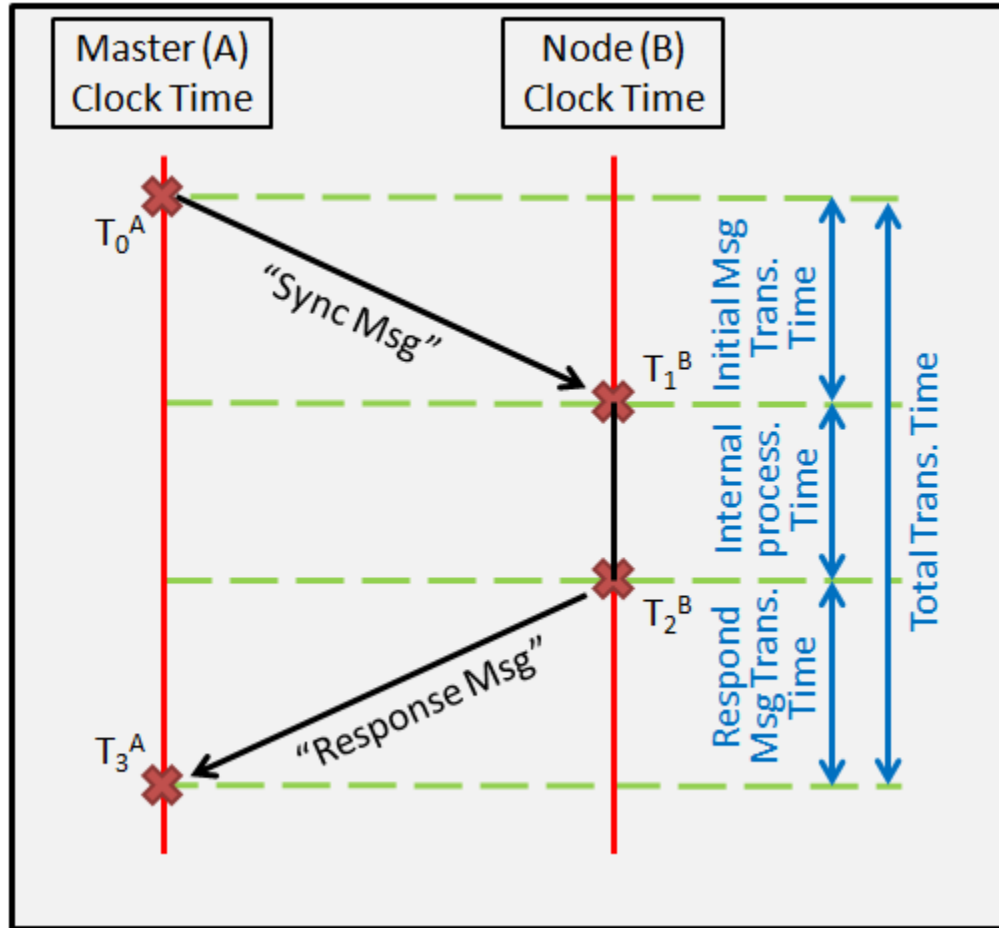 Master (A)
Clock Time
Node (B)
Clock Time
T₀ᴬ
“Sync Msg”
T₁ᴮ
Initial Msg
Trans.
Time
Internal
process.
Time
Total Trans. Time
T₂ᴮ
Respond
Msg Trans.
Time
“Response Msg”
T₃ᴬ